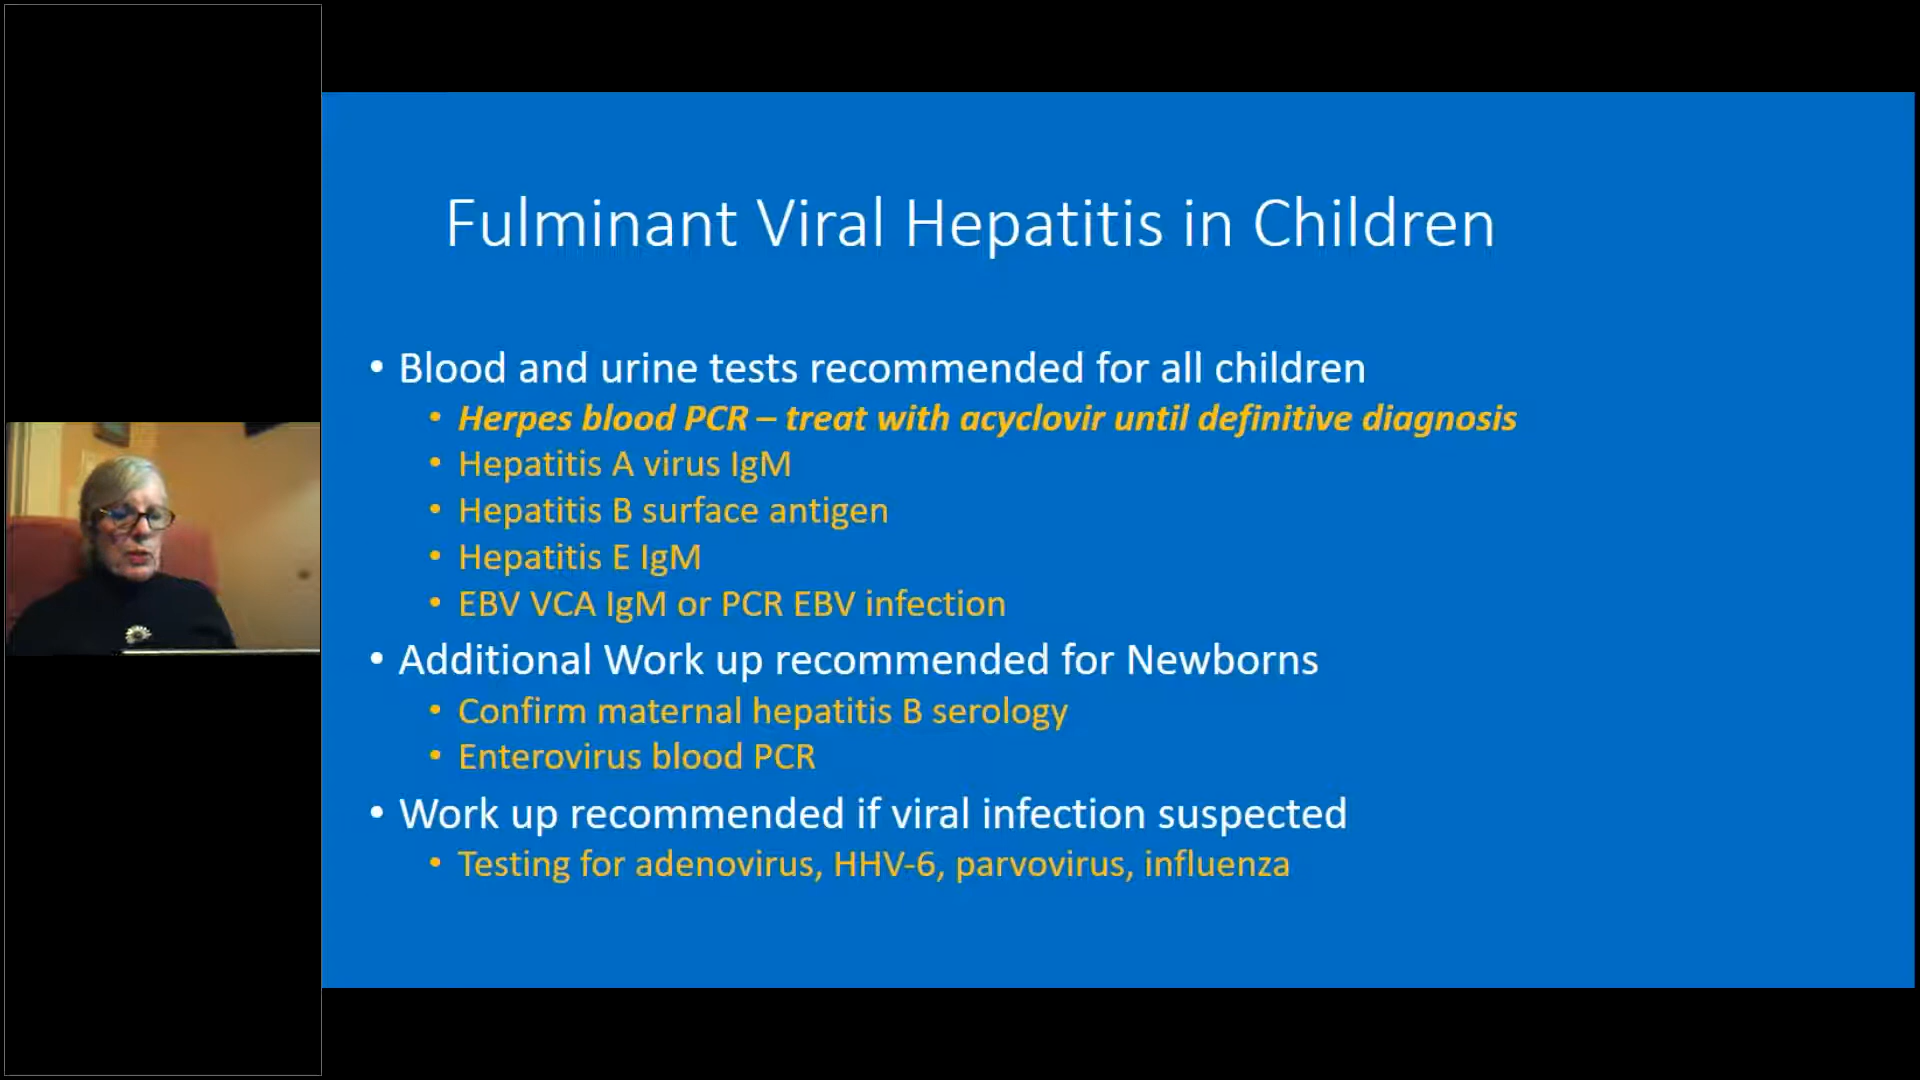 Fulminant Viral Hepatitis in Children
• Blood and urine tests recommended for all children
• Herpes blood PCR – treat with acyclovir until definitive diagnosis
• Hepatitis A virus IgM
• Hepatitis B surface antigen
• Hepatitis E IgM
• EBV VCA IgM or PCR EBV infection
• Additional Work up recommended for Newborns
• Confirm maternal hepatitis B serology
• Enterovirus blood PCR
• Work up recommended if viral infection suspected
• Testing for adenovirus, HHV-6, parvovirus, influenza